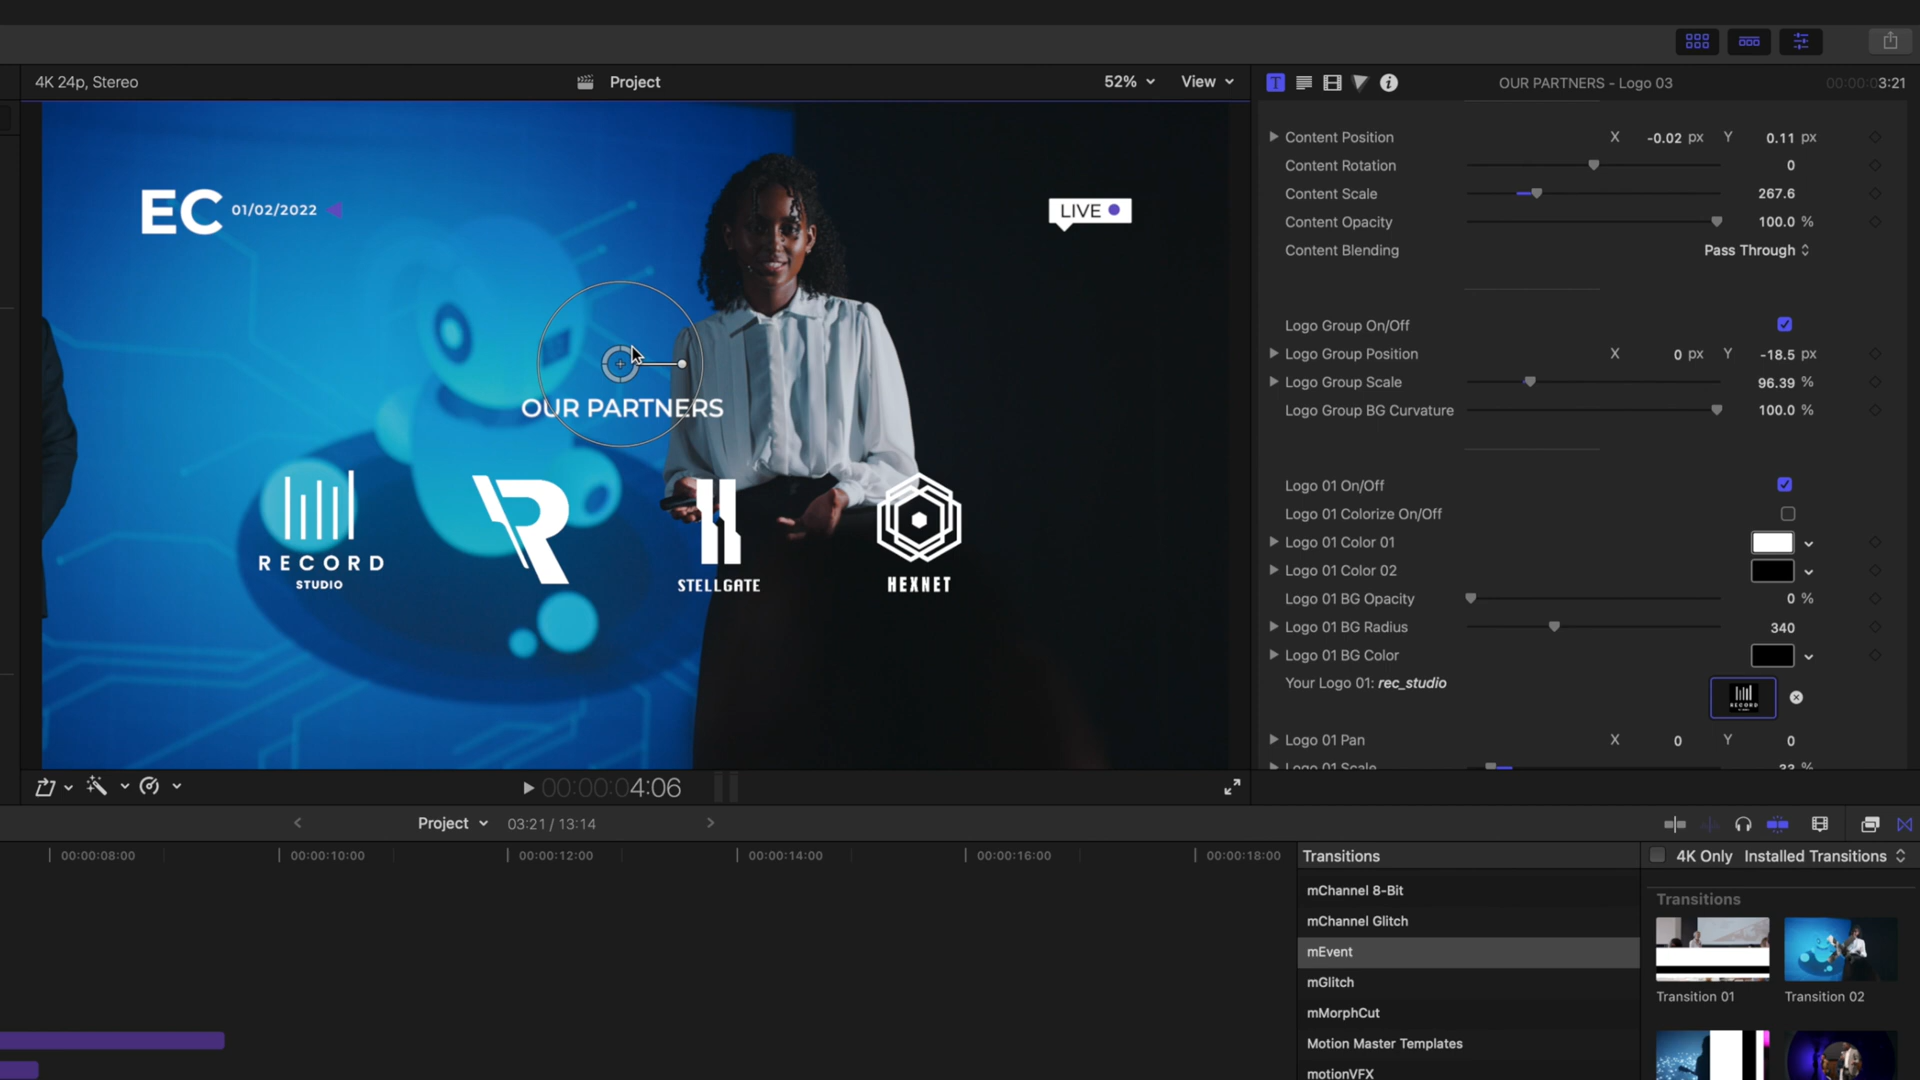 4K 24p, Stereo
Project
52%
View
OUR PARTNERS - Logo 03
00:00:03:21
EC
01/02/2022
LIVE
OUR PARTNERS
RECORD
STUDIO
R
STELLGATE
HEXNET
Content Position X -0.02 px Y 0.11 px
Content Rotation 0
Content Scale 267.6
Content Opacity 100.0 %
Content Blending Pass Through
Logo Group On/Off
Logo Group Position X 0 px Y -18.5 px
Logo Group Scale 96.39 %
Logo Group BG Curvature 100.0 %
Logo 01 On/Off
Logo 01 Colorize On/Off
Logo 01 Color 01
Logo 01 Color 02
Logo 01 BG Opacity 0 %
Logo 01 BG Radius 340
Logo 01 BG Color
Your Logo 01: rec_studio
RECORD
Logo 01 Pan X 0 Y 0
Logo 01 Scale 33 %
00:00:04:06
Project
03:21 / 13:14
00:00:08:00
00:00:10:00
00:00:12:00
00:00:14:00
00:00:16:00
00:00:18:00
Transitions
4K Only
Installed Transitions
mChannel 8-Bit
mChannel Glitch
mEvent
mGlitch
mMorphCut
Motion Master Templates
motionVFX
Transitions
Transition 01
Transition 02